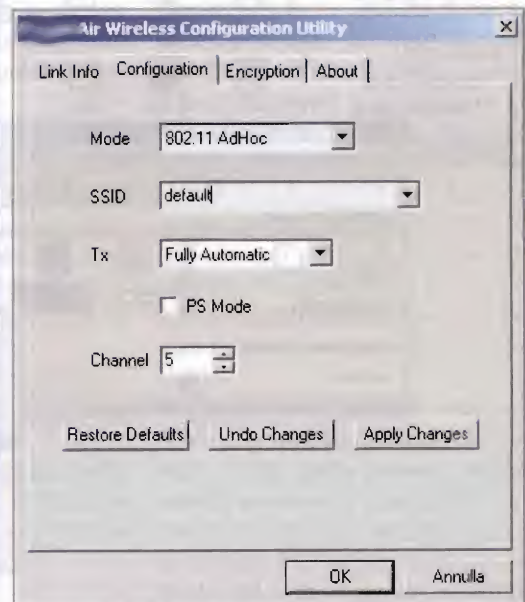 Air Wireless Configuration Utility
Link Info Configuration Encryption About
Mode 802.11 AdHoc
SSID default
Tx Fully Automatic
PS Mode
Channel 5
Restore Defaults Undo Changes Apply Changes
OK Annulla